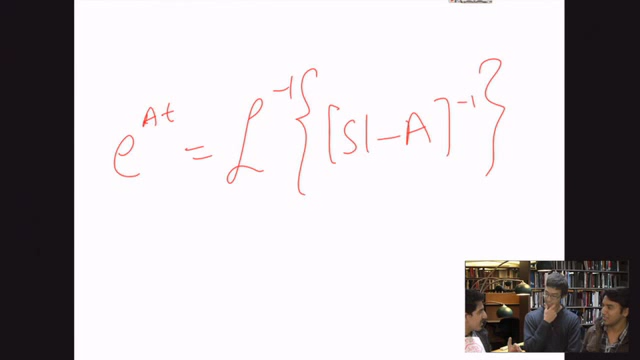 e^{At} = ℒ^{-1} { [SI - A]^{-1} }